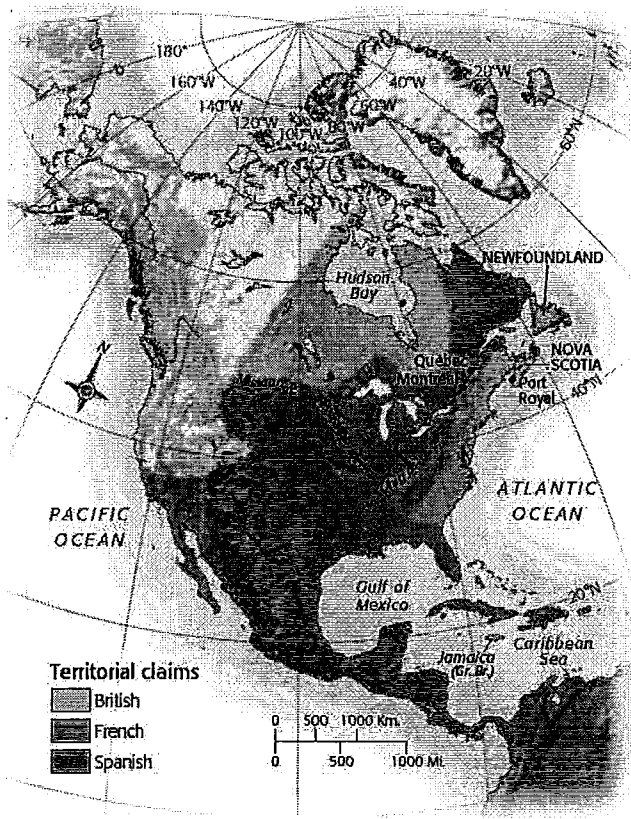 180°
160°W
140°W
120°W
100°W
80°W
60°W
40°W
20°W
60°N
NEWFOUNDLAND
Hudson
Bay
NOVA
SCOTIA
Québec
Montréal
Port
Royal
40°N
N
PACIFIC
OCEAN
ATLANTIC
OCEAN
Gulf of
Mexico
20°N
Jamaica
(Gr. Br.)
Caribbean
Sea
Territorial claims
British
French
Spanish
0 500 1000 Km.
0 500 1000 Mi.